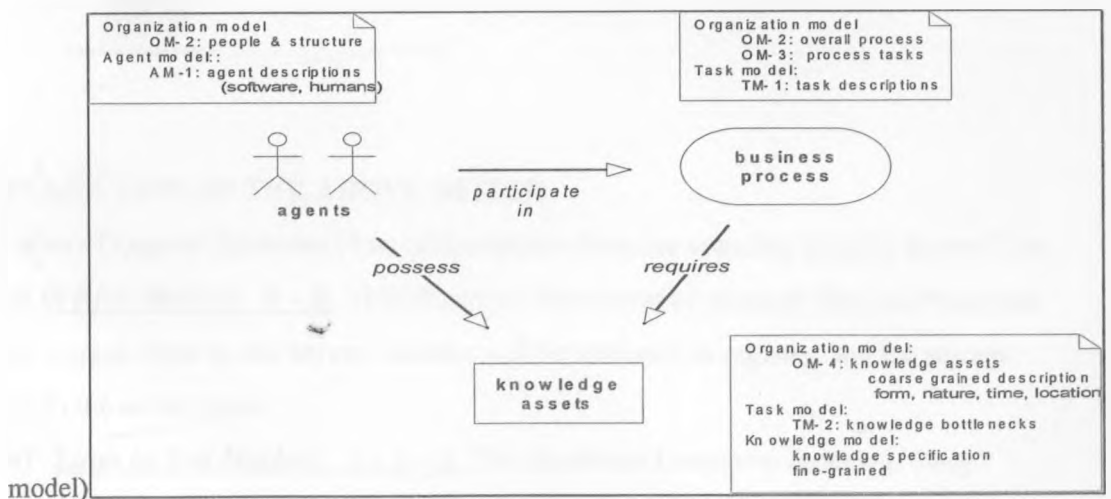 Organization model
OM-2: people & structure
Agent model::
AM-1: agent descriptions
(software, humans)
Organization model
OM-2: overall process
OM-3: process tasks
Task model:
TM-1: task descriptions
agents
participate
in
business
process
possess
requires
knowledge
assets
Organization model:
OM-4: knowledge assets
coarse grained description
form, nature, time, location
Task model:
TM-2: knowledge bottlenecks
Knowledge model:
knowledge specification
fine-grained
model)